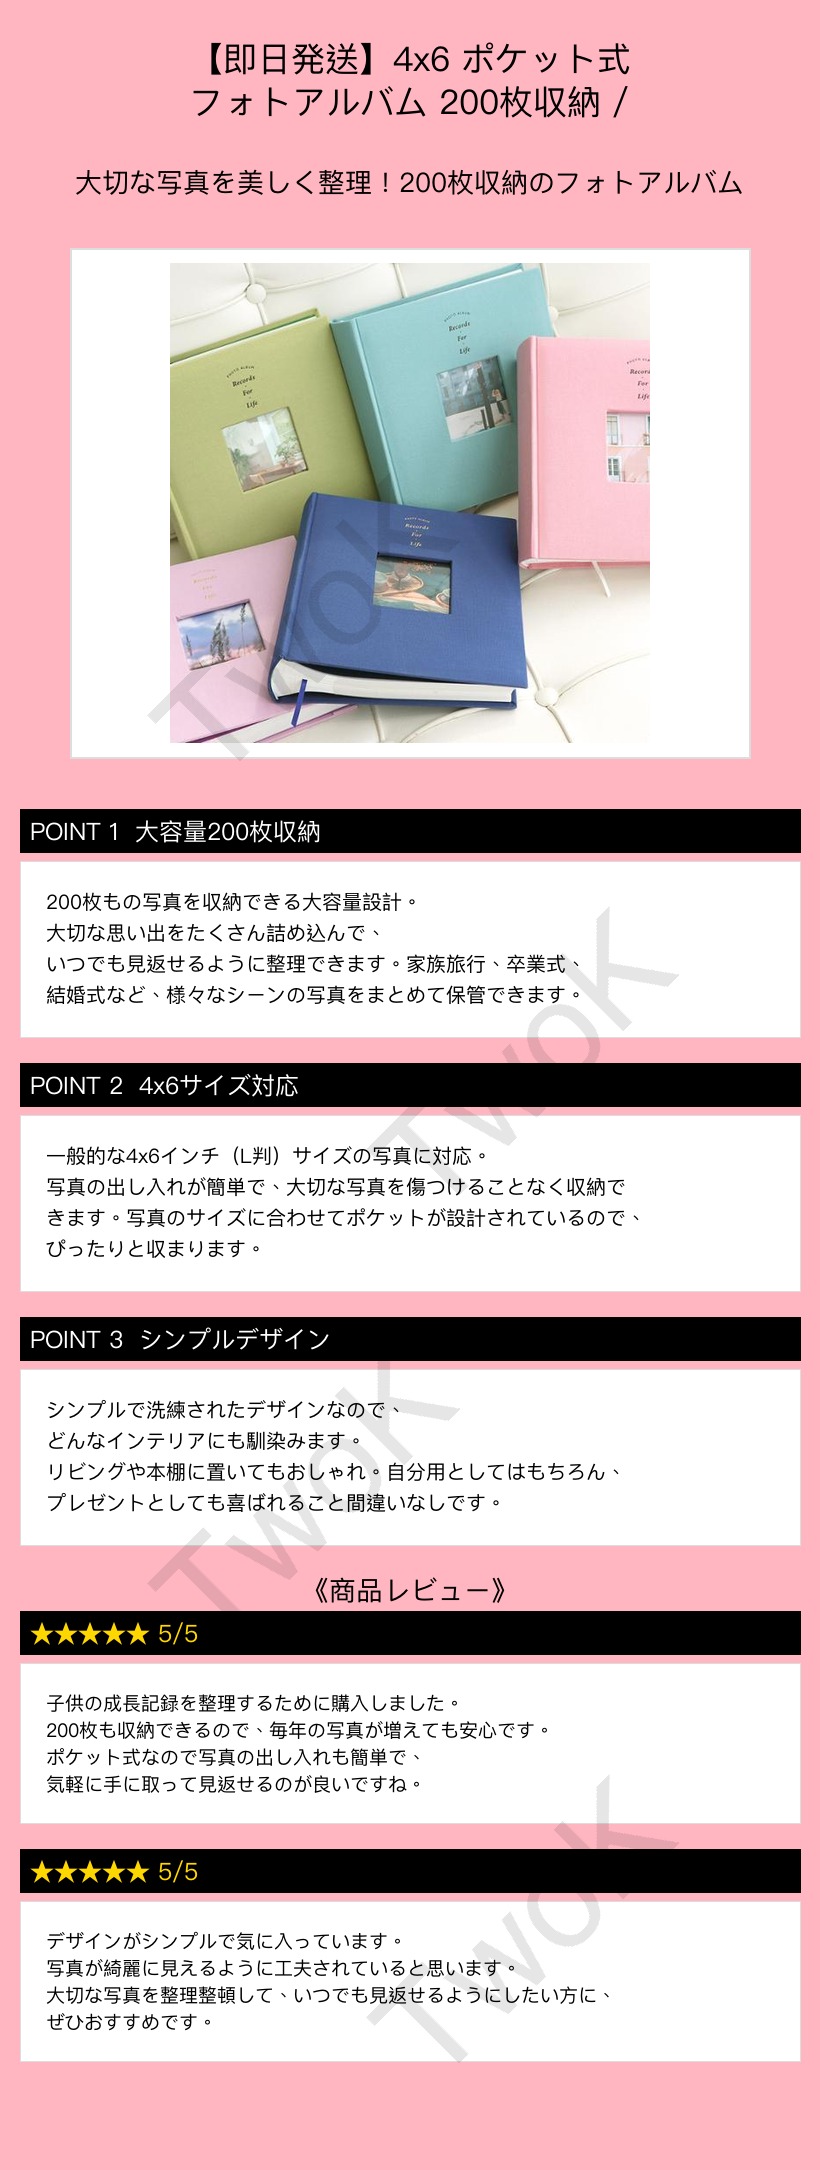 【即日発送】4x6 ポケット式
フォトアルバム 200枚収納 /
大切な写真を美しく整理！200枚収納のフォトアルバム
PHOTO ALBUM
Records
For
Life
PHOTO ALBUM
Records
For
Life
PHOTO ALBUM
Records
For
Life
Records
For
Life
Records
For
Life
TwoK
POINT 1 大容量200枚収納
200枚もの写真を収納できる大容量設計。
大切な思い出をたくさん詰め込んで、
いつでも見返せるように整理できます。家族旅行、卒業式、
結婚式など、様々なシーンの写真をまとめて保管できます。
TwoK
POINT 2 4x6サイズ対応
一般的な4x6インチ（L判）サイズの写真に対応。
写真の出し入れが簡単で、大切な写真を傷つけることなく収納で
きます。写真のサイズに合わせてポケットが設計されているので、
ぴったりと収まります。
POINT 3 シンプルデザイン
シンプルで洗練されたデザインなので、
どんなインテリアにも馴染みます。
リビングや本棚に置いてもおしゃれ。自分用としてはもちろん、
プレゼントとしても喜ばれること間違いなしです。
TwoK
《商品レビュー》
★★★★★ 5/5
子供の成長記録を整理するために購入しました。
200枚も収納できるので、毎年の写真が増えても安心です。
ポケット式なので写真の出し入れも簡単で、
気軽に手に取って見返せるのが良いですね。
★★★★★ 5/5
デザインがシンプルで気に入っています。
写真が綺麗に見えるように工夫されていると思います。
大切な写真を整理整頓して、いつでも見返せるようにしたい方に、
ぜひおすすめです。
TwoK